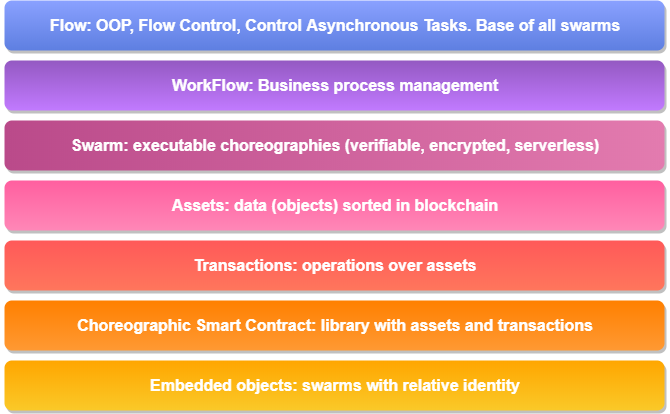 Flow: OOP, Flow Control, Control Asynchronous Tasks. Base of all swarms
WorkFlow: Business process management
Swarm: executable choreographies (verifiable, encrypted, serverless)
Assets: data (objects) sorted in blockchain
Transactions: operations over assets
Choreographic Smart Contract: library with assets and transactions
Embedded objects: swarms with relative identity